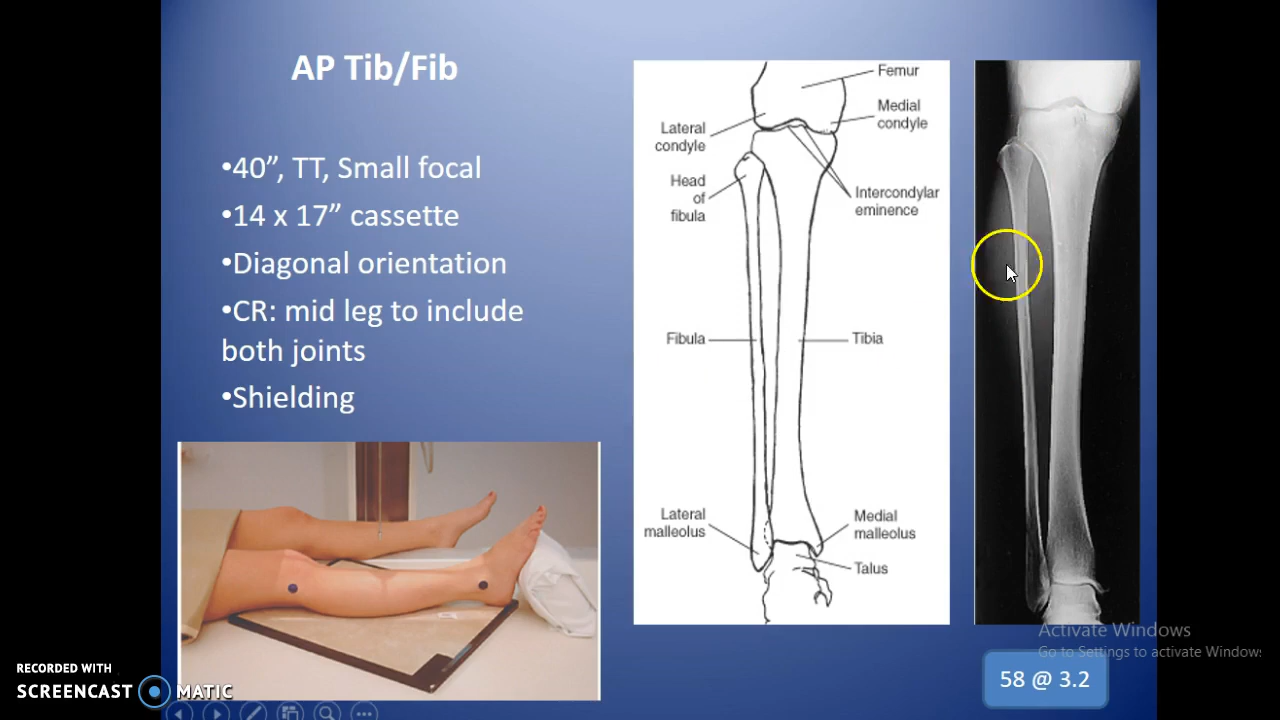 AP Tib/Fib
•40”, TT, Small focal
•14 x 17” cassette
•Diagonal orientation
•CR: mid leg to include
both joints
•Shielding
Femur
Medial
condyle
Lateral
condyle
Head
of
fibula
Intercondylar
eminence
Fibula
Tibia
Lateral
malleolus
Medial
malleolus
Talus
Activate Windows
Go to Settings to activate Windows
58 @ 3.2
RECORDED WITH
SCREENCAST MATIC